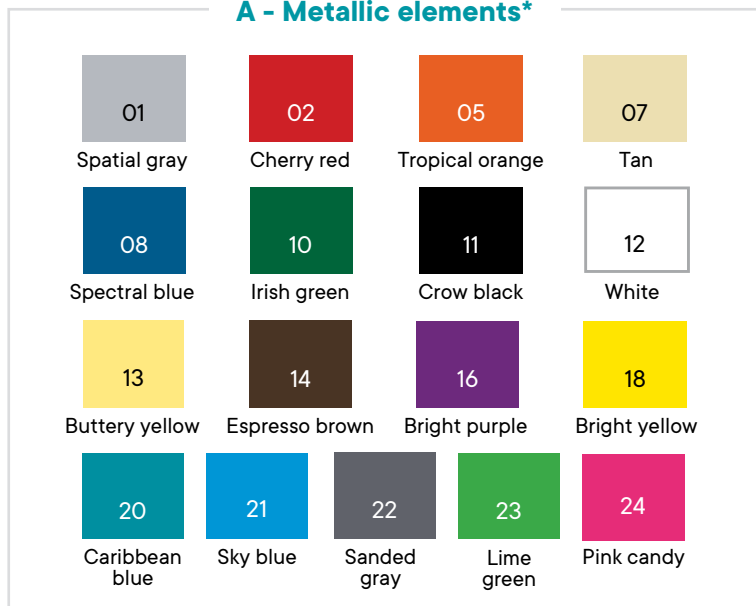 A - Metallic elements*
01 02 05 07
Spatial gray Cherry red Tropical orange Tan
08 10 11 12
Spectral blue Irish green Crow black White
13 14 16 18
Buttery yellow Espresso brown Bright purple Bright yellow
20 21 22 23 24
Caribbean Sky blue Sanded Lime Pink candy
blue gray green